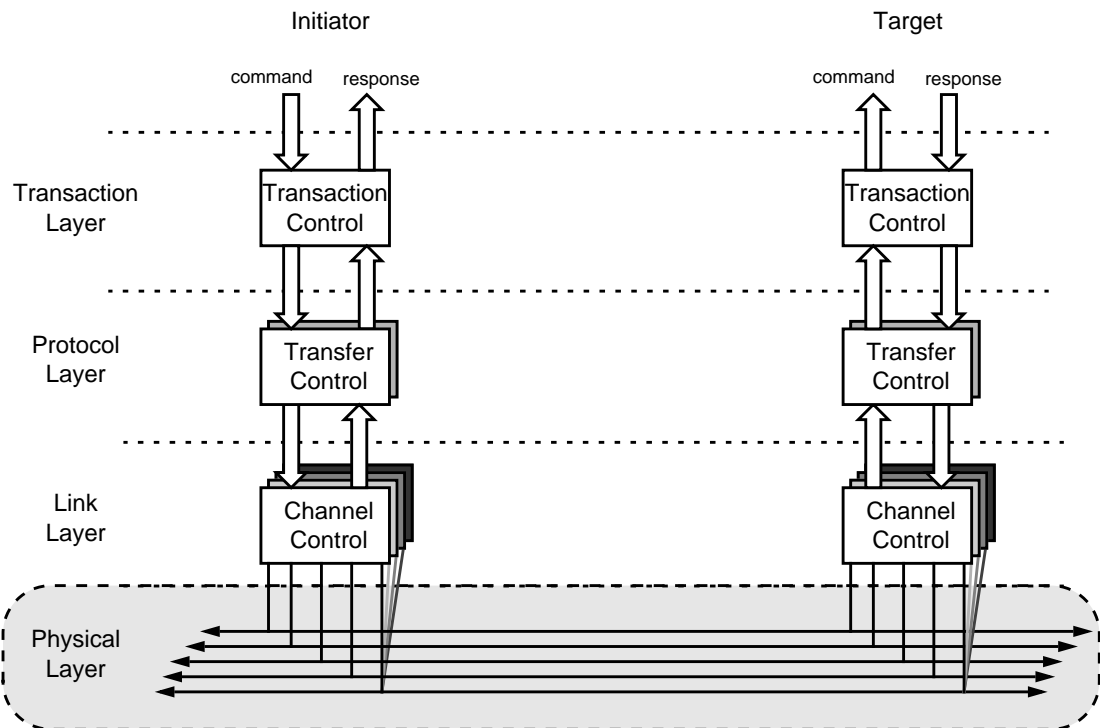 Initiator
Target
command
response
command
response
Transaction
Layer
Transaction
Control
Transaction
Control
Protocol
Layer
Transfer
Control
Transfer
Control
Link
Layer
Channel
Control
Channel
Control
Physical
Layer